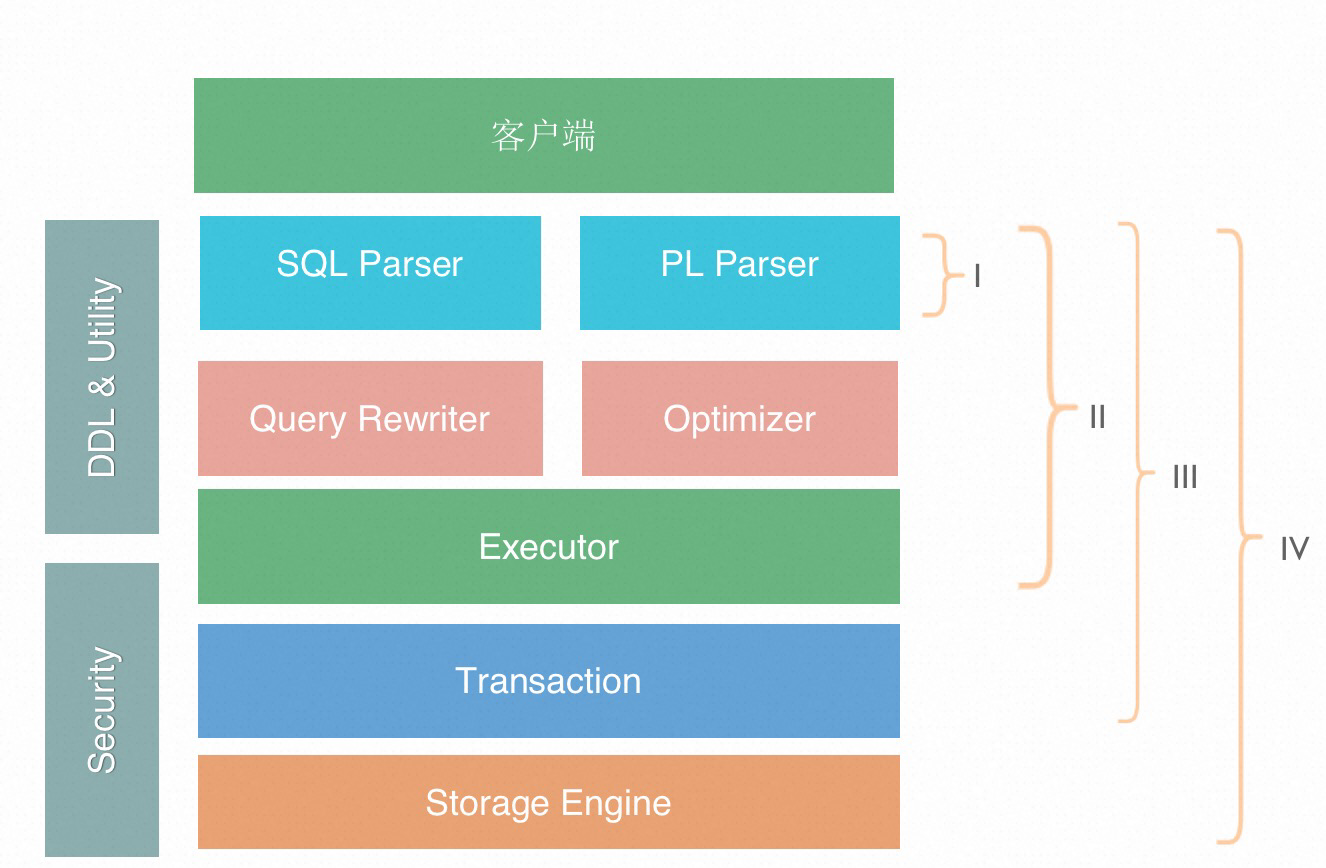 客户端
DDL & Utility
SQL Parser
PL Parser
I
Query Rewriter
Optimizer
II
III
Executor
IV
Security
Transaction
Storage Engine